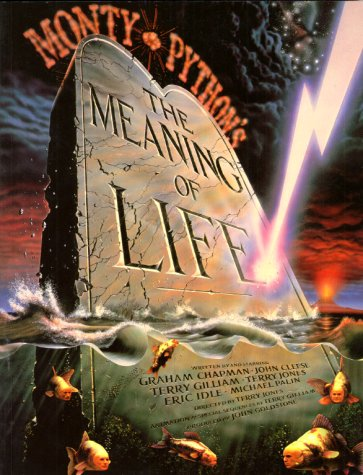 MONTY PYTHON'S
THE
MEANING
OF
LIFE
WRITTEN BY AND STARRING
GRAHAM CHAPMAN · JOHN CLEESE
TERRY GILLIAM · TERRY JONES
ERIC IDLE · MICHAEL PALIN
DIRECTED BY TERRY JONES
ANIMATION & SPECIAL SEQUENCE BY TERRY GILLIAM
PRODUCED BY JOHN GOLDSTONE